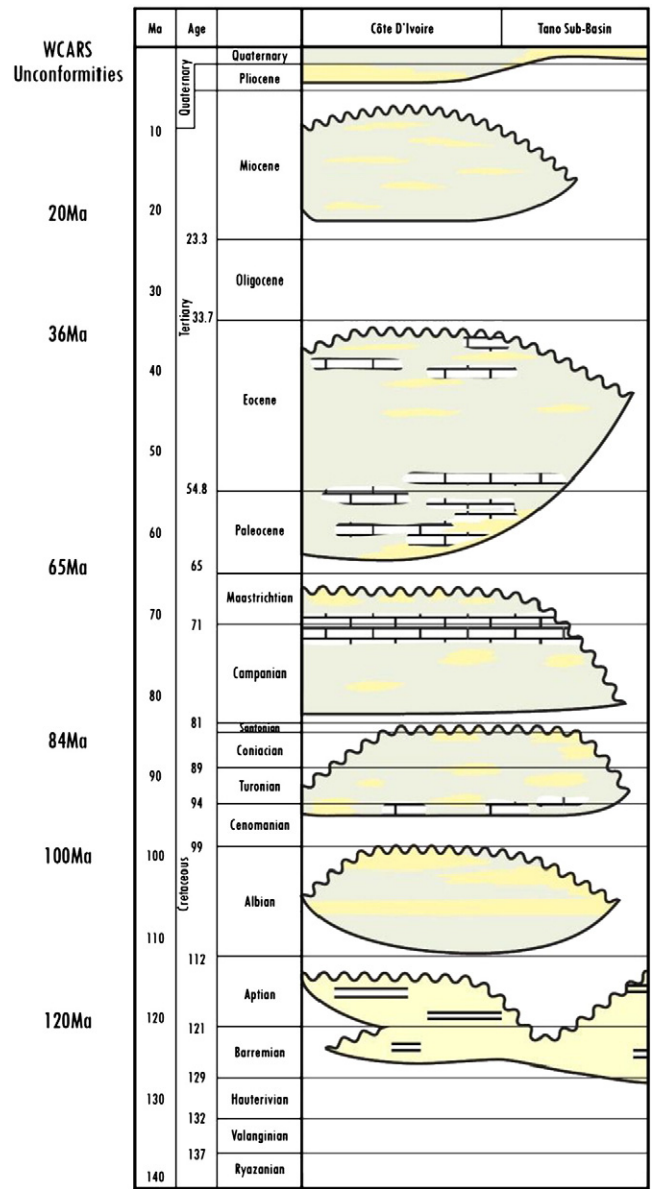 WCARS
Unconformities
Ma
Age
Côte D'Ivoire
Tano Sub-Basin
Quaternary
Quaternary
Pliocene
10
Miocene
20Ma
20
23.3
Oligocene
30
Tertiary
33.7
36Ma
40
Eocene
50
54.8
60
Paleocene
65Ma
65
Maastrichtian
70
71
Campanian
80
81
Santonian
84Ma
Coniacian
89
90
Turonian
94
Cenomanian
99
100Ma
100
Cretaceous
Albian
110
112
Aptian
120Ma
120
121
Barremian
129
130
Hauterivian
132
Valanginian
137
140
Ryazanian